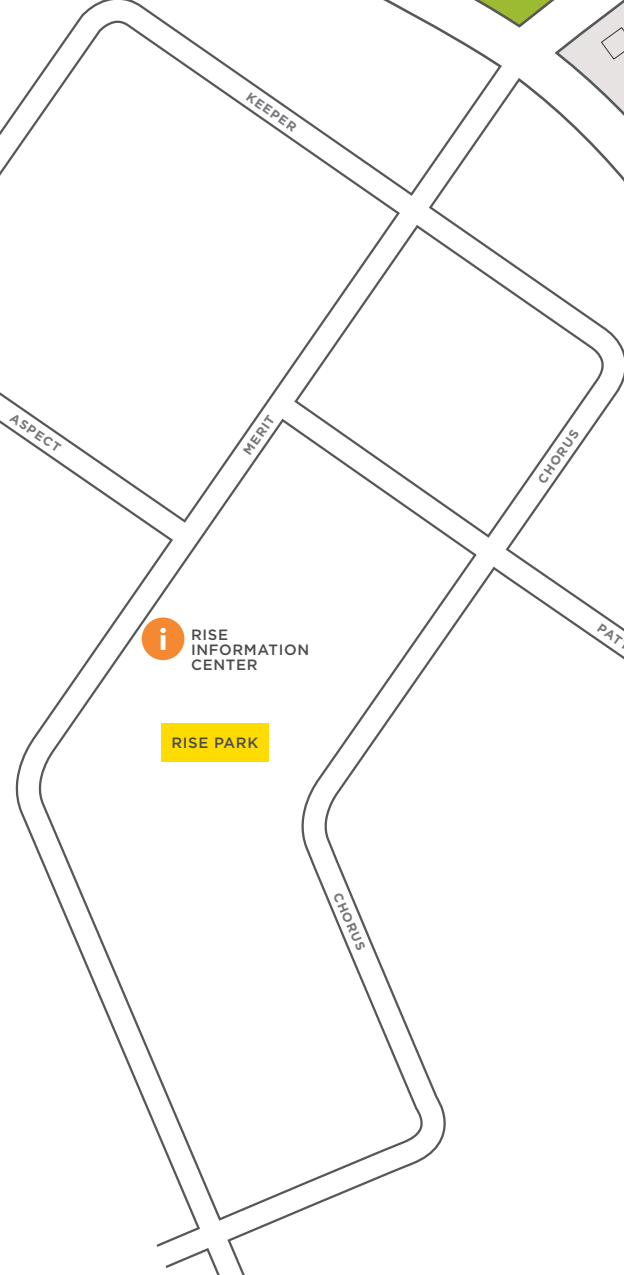 KEEPER
MERIT
ASPECT
CHORUS
i
RISE
INFORMATION
CENTER
RISE PARK
CHORUS